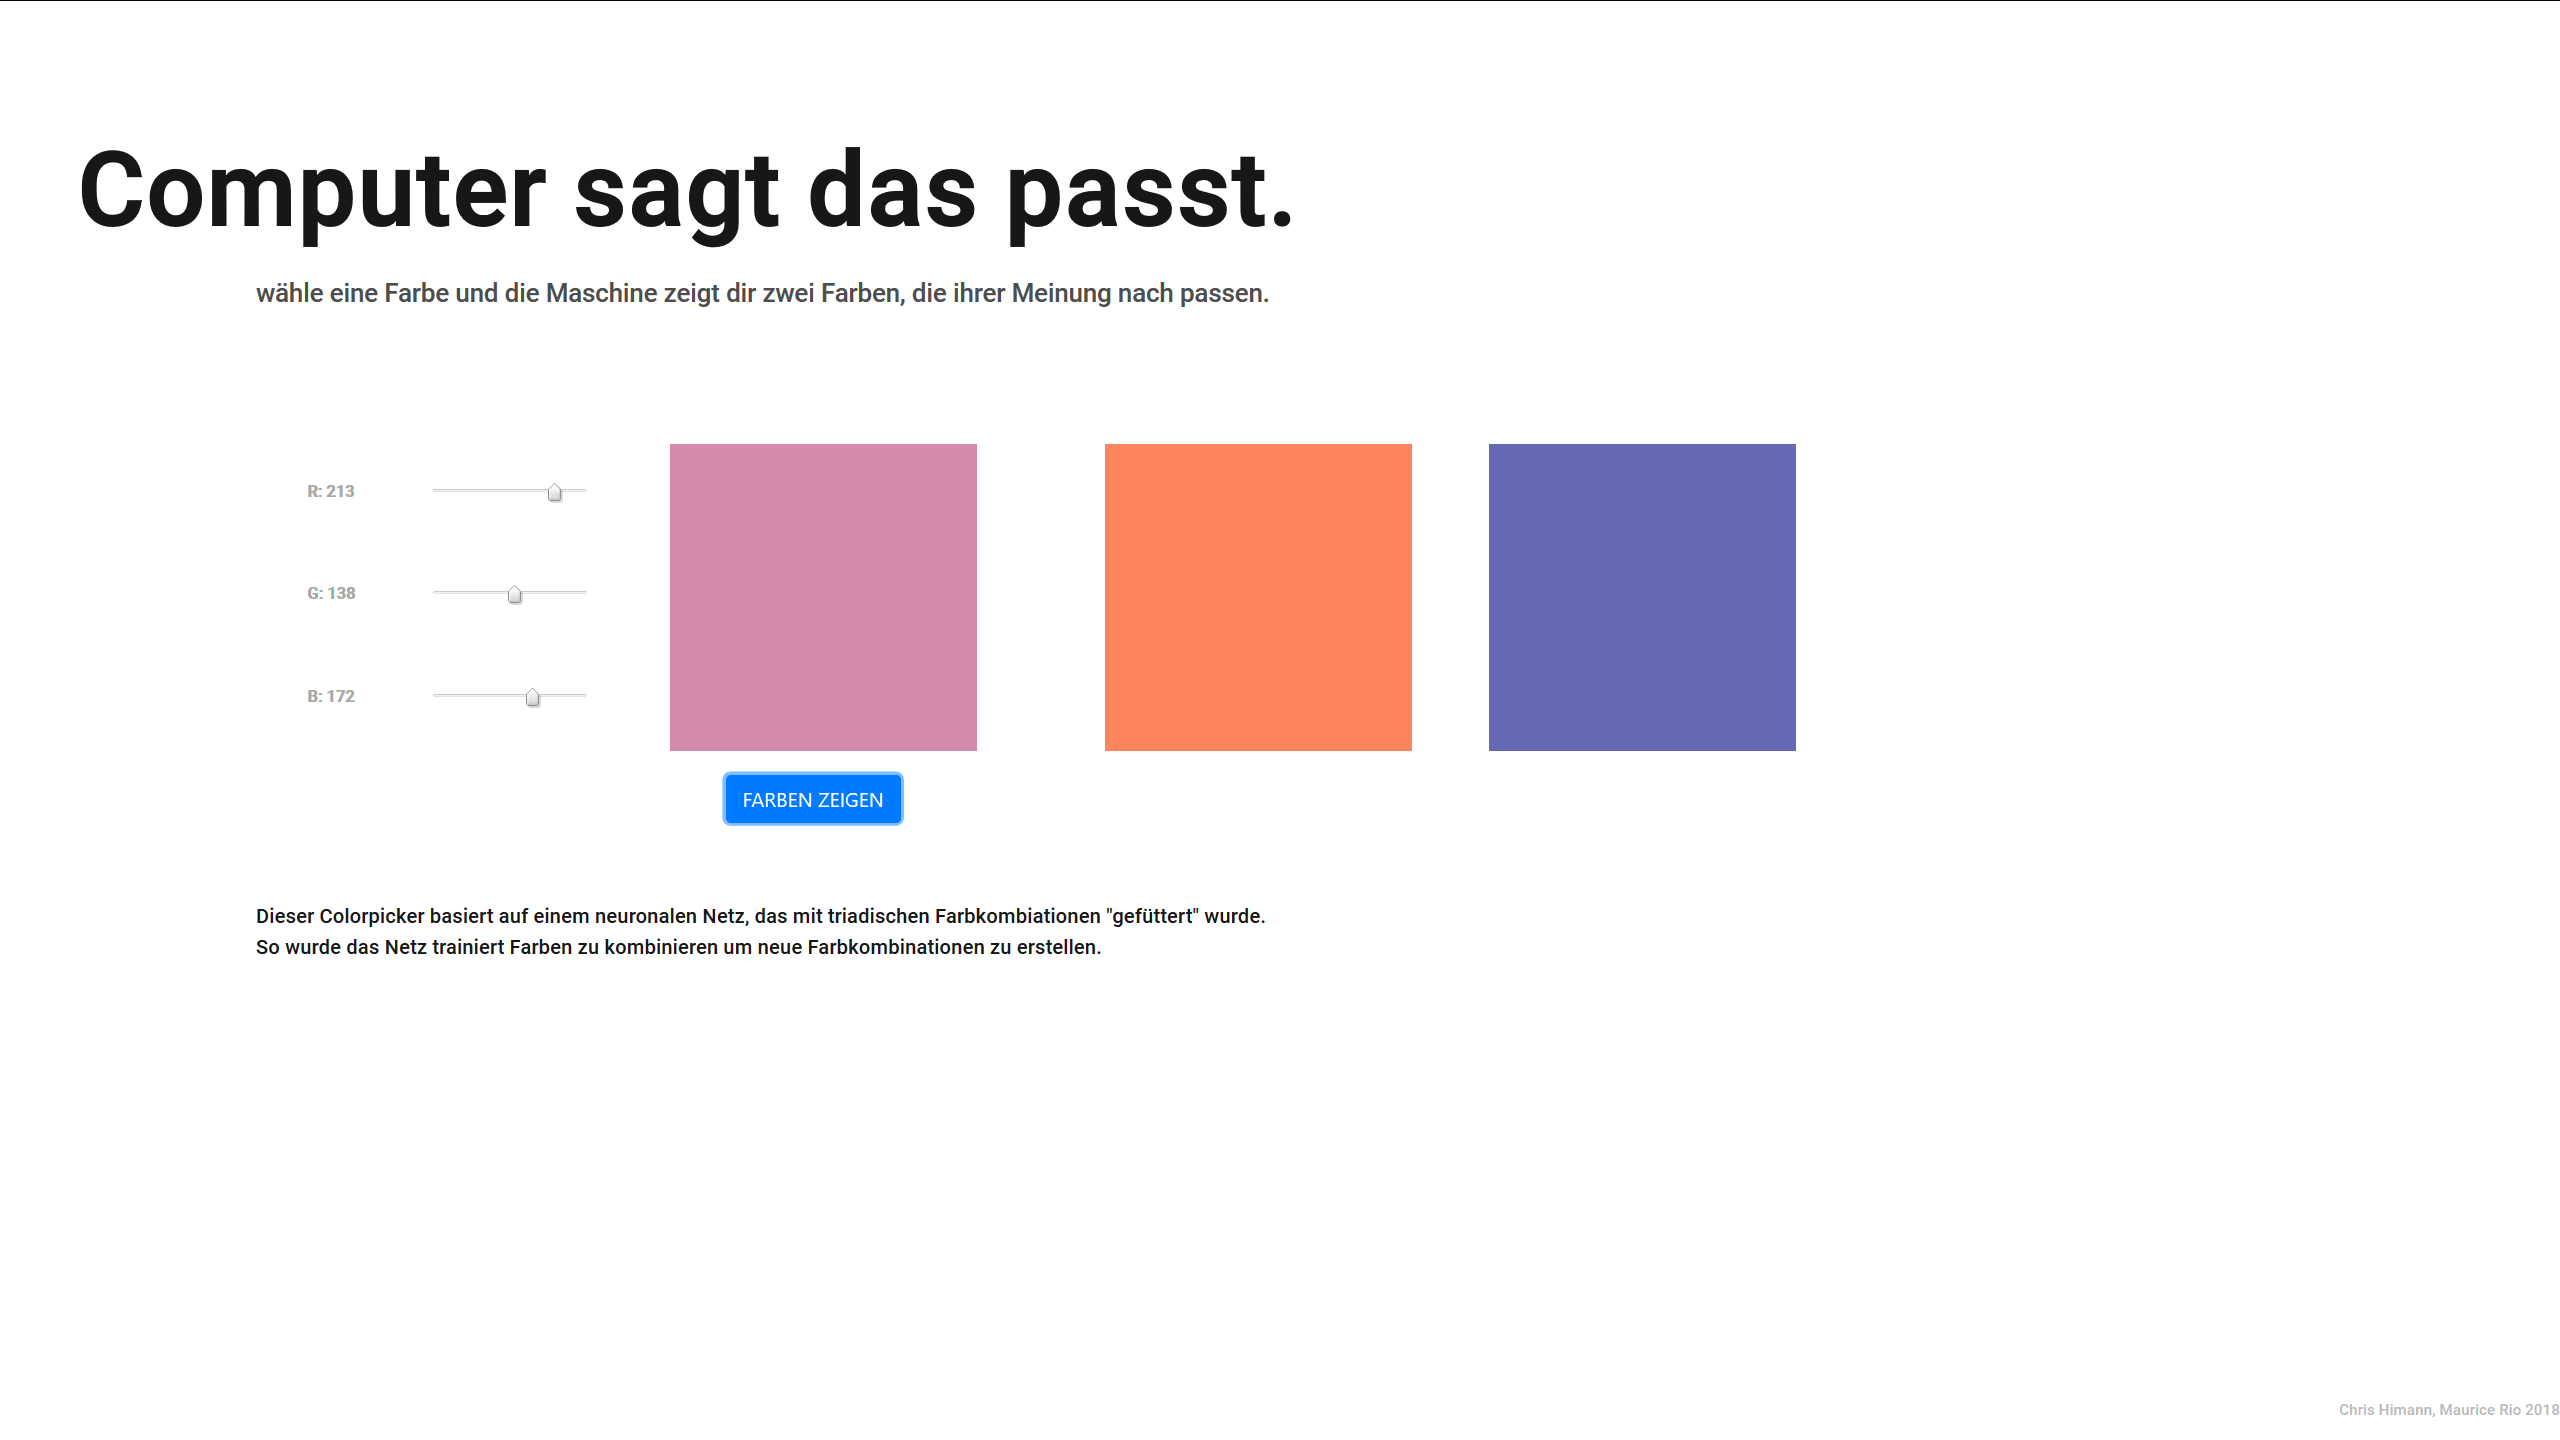 Computer sagt das passt.
wähle eine Farbe und die Maschine zeigt dir zwei Farben, die ihrer Meinung nach passen.
R: 213
G: 138
B: 172
FARBEN ZEIGEN
Dieser Colorpicker basiert auf einem neuronalen Netz, das mit triadischen Farbkombiationen "gefüttert" wurde.
So wurde das Netz trainiert Farben zu kombinieren um neue Farbkombinationen zu erstellen.
Chris Himann, Maurice Rio 2018